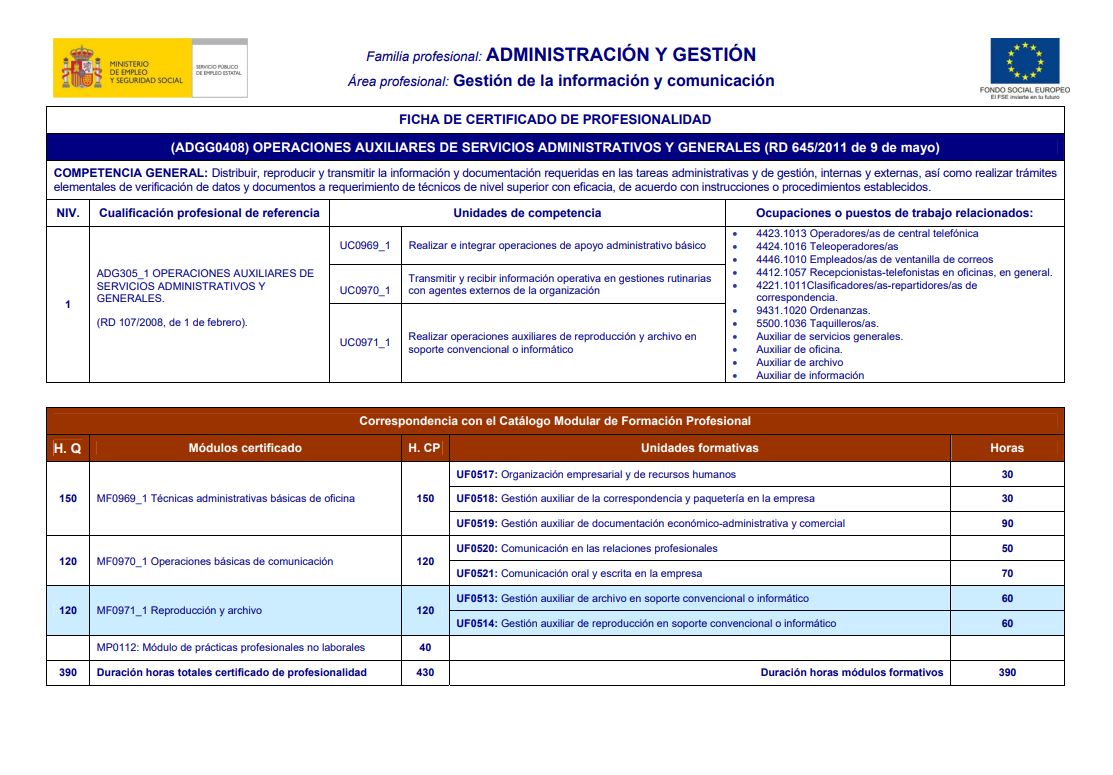 MINISTERIO
DE EMPLEO
Y SEGURIDAD SOCIAL
SERVICIO PÚBLICO
DE EMPLEO ESTATAL
Familia profesional: ADMINISTRACIÓN Y GESTIÓN
Área profesional: Gestión de la información y comunicación
FONDO SOCIAL EUROPEO
El FSE invierte en tu futuro
FICHA DE CERTIFICADO DE PROFESIONALIDAD
(ADGG0408) OPERACIONES AUXILIARES DE SERVICIOS ADMINISTRATIVOS Y GENERALES (RD 645/2011 de 9 de mayo)
COMPETENCIA GENERAL: Distribuir, reproducir y transmitir la información y documentación requeridas en las tareas administrativas y de gestión, internas y externas, así como realizar trámites
elementales de verificación de datos y documentos a requerimiento de técnicos de nivel superior con eficacia, de acuerdo con instrucciones o procedimientos establecidos.
NIV. Cualificación profesional de referencia Unidades de competencia Ocupaciones o puestos de trabajo relacionados:
1
ADG305_1 OPERACIONES AUXILIARES DE
SERVICIOS ADMINISTRATIVOS Y
GENERALES.
(RD 107/2008, de 1 de febrero).
UC0969_1 Realizar e integrar operaciones de apoyo administrativo básico
UC0970_1 Transmitir y recibir información operativa en gestiones rutinarias
con agentes externos de la organización
UC0971_1 Realizar operaciones auxiliares de reproducción y archivo en
soporte convencional o informático
• 4423.1013 Operadores/as de central telefónica
• 4424.1016 Teleoperadores/as
• 4446.1010 Empleados/as de ventanilla de correos
• 4412.1057 Recepcionistas-telefonistas en oficinas, en general.
• 4221.1011Clasificadores/as-repartidores/as de
correspondencia.
• 9431.1020 Ordenanzas.
• 5500.1036 Taquilleros/as.
• Auxiliar de servicios generales.
• Auxiliar de oficina.
• Auxiliar de archivo
• Auxiliar de información
Correspondencia con el Catálogo Modular de Formación Profesional
H. Q Módulos certificado H. CP Unidades formativas Horas
150 MF0969_1 Técnicas administrativas básicas de oficina 150
UF0517: Organización empresarial y de recursos humanos 30
UF0518: Gestión auxiliar de la correspondencia y paquetería en la empresa 30
UF0519: Gestión auxiliar de documentación económico-administrativa y comercial 90
120 MF0970_1 Operaciones básicas de comunicación 120
UF0520: Comunicación en las relaciones profesionales 50
UF0521: Comunicación oral y escrita en la empresa 70
120 MF0971_1 Reproducción y archivo 120
UF0513: Gestión auxiliar de archivo en soporte convencional o informático 60
UF0514: Gestión auxiliar de reproducción en soporte convencional o informático 60
MP0112: Módulo de prácticas profesionales no laborales 40
390 Duración horas totales certificado de profesionalidad 430 Duración horas módulos formativos 390